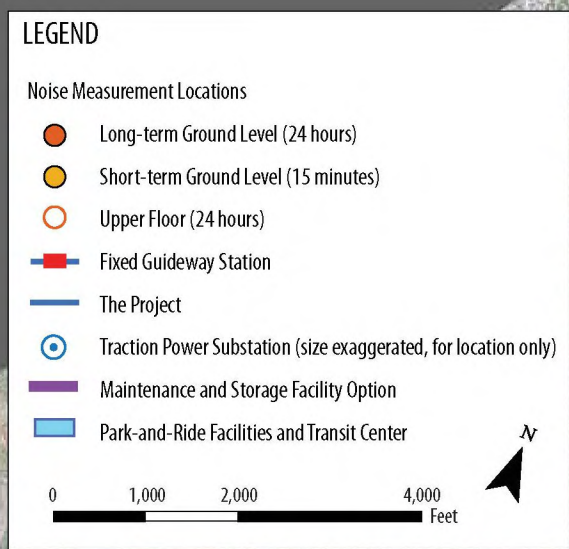 LEGEND
Noise Measurement Locations
Long-term Ground Level (24 hours)
Short-term Ground Level (15 minutes)
Upper Floor (24 hours)
Fixed Guideway Station
The Project
Traction Power Substation (size exaggerated, for location only)
Maintenance and Storage Facility Option
Park-and-Ride Facilities and Transit Center
N
0 1,000 2,000 4,000
Feet